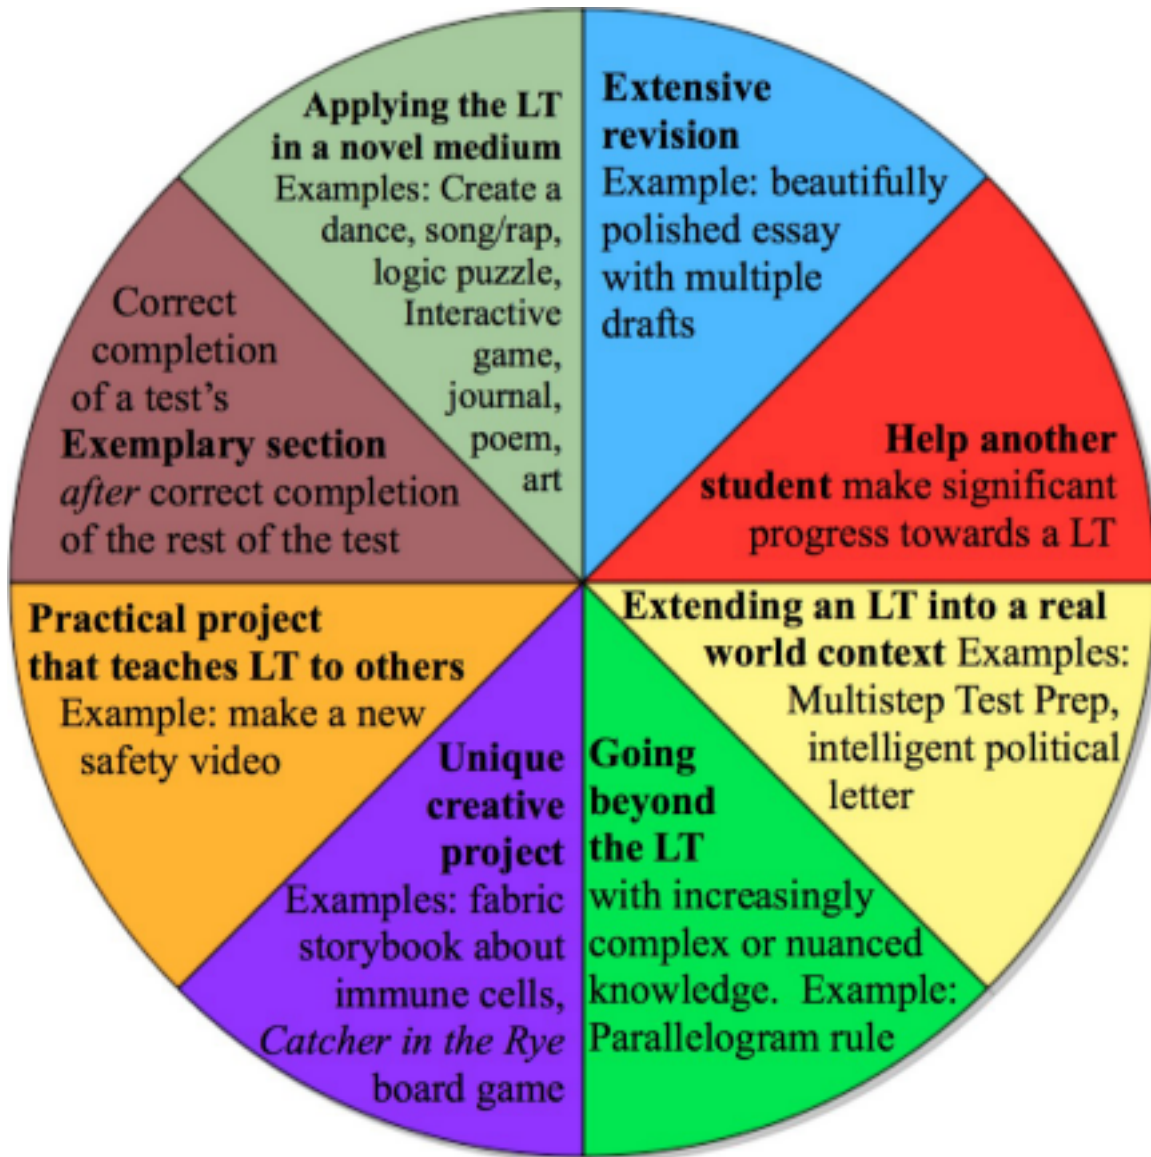 Applying the LT
in a novel medium
Examples: Create a
dance, song/rap,
logic puzzle,
Interactive
game,
journal,
poem,
art
Extensive
revision
Example: beautifully
polished essay
with multiple
drafts
Help another
student make significant
progress towards a LT
Extending an LT into a real
world context Examples:
Multistep Test Prep,
intelligent political
letter
Going
beyond
the LT
with increasingly
complex or nuanced
knowledge.  Example:
Parallelogram rule
Unique
creative
project
Examples: fabric
storybook about
immune cells,
Catcher in the Rye
board game
Practical project
that teaches LT to others
Example: make a new
safety video
Correct
completion
of a test's
Exemplary section
after correct completion
of the rest of the test